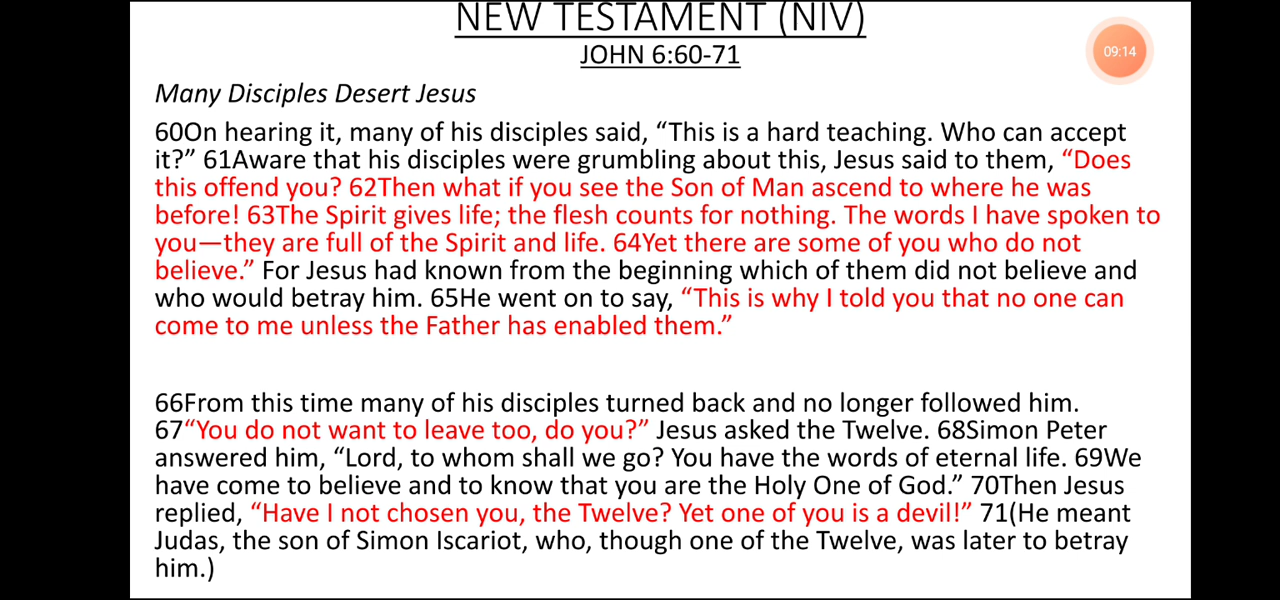 NEW TESTAMENT (NIV)
JOHN 6:60-71
09:14
Many Disciples Desert Jesus
60On hearing it, many of his disciples said, “This is a hard teaching. Who can accept
it?” 61Aware that his disciples were grumbling about this, Jesus said to them, “Does
this offend you? 62Then what if you see the Son of Man ascend to where he was
before! 63The Spirit gives life; the flesh counts for nothing. The words I have spoken to
you—they are full of the Spirit and life. 64Yet there are some of you who do not
believe.” For Jesus had known from the beginning which of them did not believe and
who would betray him. 65He went on to say, “This is why I told you that no one can
come to me unless the Father has enabled them.”
66From this time many of his disciples turned back and no longer followed him.
67“You do not want to leave too, do you?” Jesus asked the Twelve. 68Simon Peter
answered him, “Lord, to whom shall we go? You have the words of eternal life. 69We
have come to believe and to know that you are the Holy One of God.” 70Then Jesus
replied, “Have I not chosen you, the Twelve? Yet one of you is a devil!” 71(He meant
Judas, the son of Simon Iscariot, who, though one of the Twelve, was later to betray
him.)